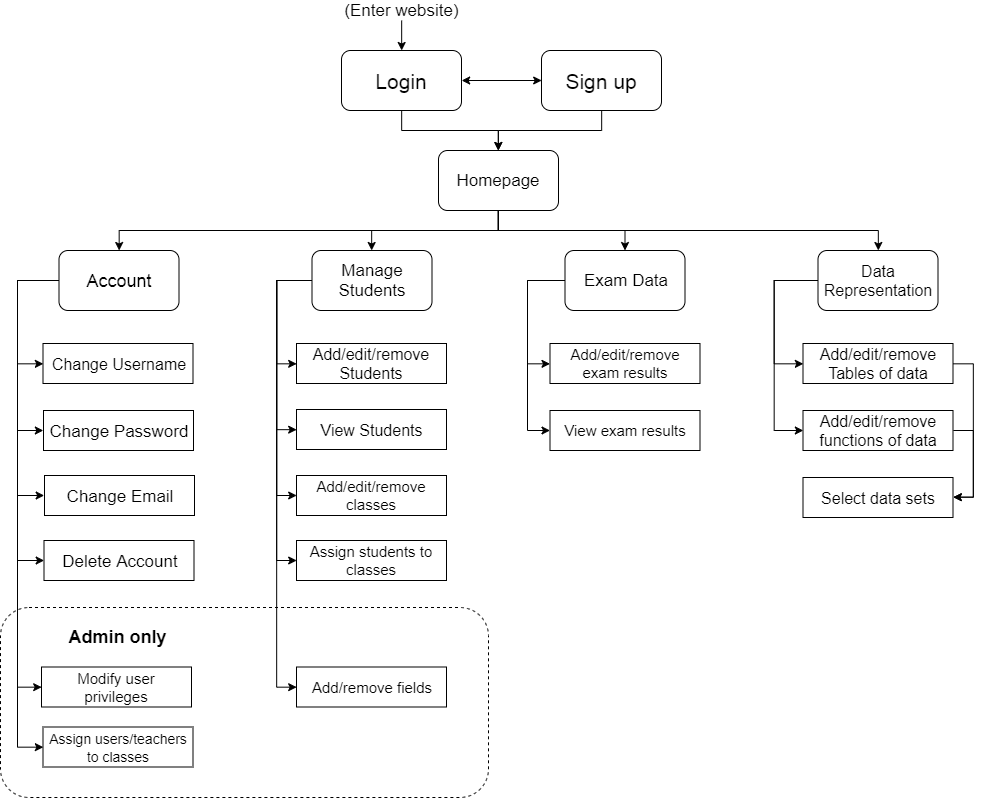 (Enter website)
Login
Sign up
Homepage
Account
Manage
Students
Exam Data
Data
Representation
Change Username
Add/edit/remove
Students
Add/edit/remove
exam results
Add/edit/remove
Tables of data
Change Password
View Students
View exam results
Add/edit/remove
functions of data
Change Email
Add/edit/remove
classes
Select data sets
Delete Account
Assign students to
classes
Admin only
Modify user
privileges
Add/remove fields
Assign users/teachers
to classes